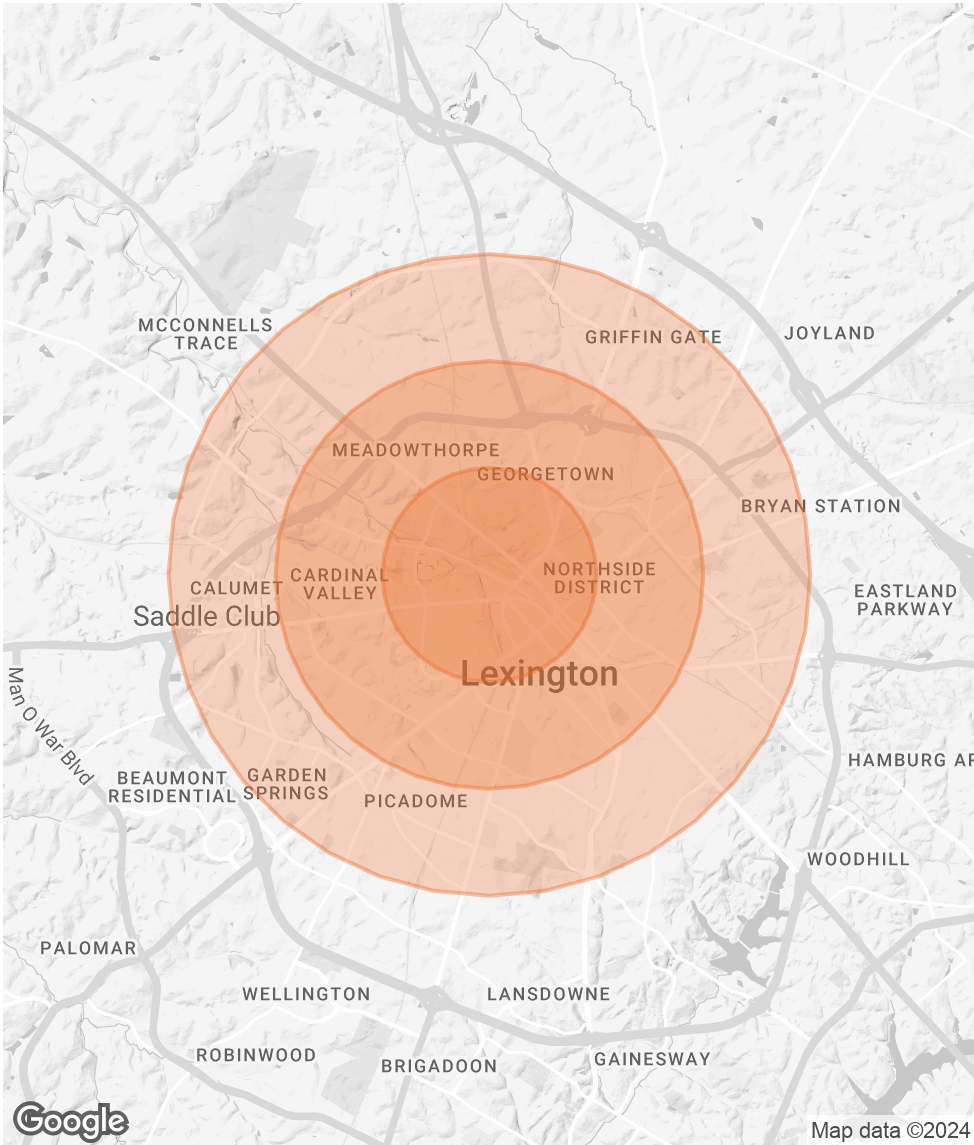 MCCONNELLS
TRACE
GRIFFIN GATE
JOYLAND
MEADOWTHORPE
GEORGETOWN
BRYAN STATION
NORTHSIDE
DISTRICT
CARDINAL
VALLEY
CALUMET
Saddle Club
EASTLAND
PARKWAY
Lexington
Man O War Blvd
HAMBURG AR
BEAUMONT
RESIDENTIAL
GARDEN
SPRINGS
PICADOME
WOODHILL
PALOMAR
WELLINGTON
LANSDOWNE
ROBINWOOD
BRIGADOON
GAINESWAY
Google
Map data ©2024